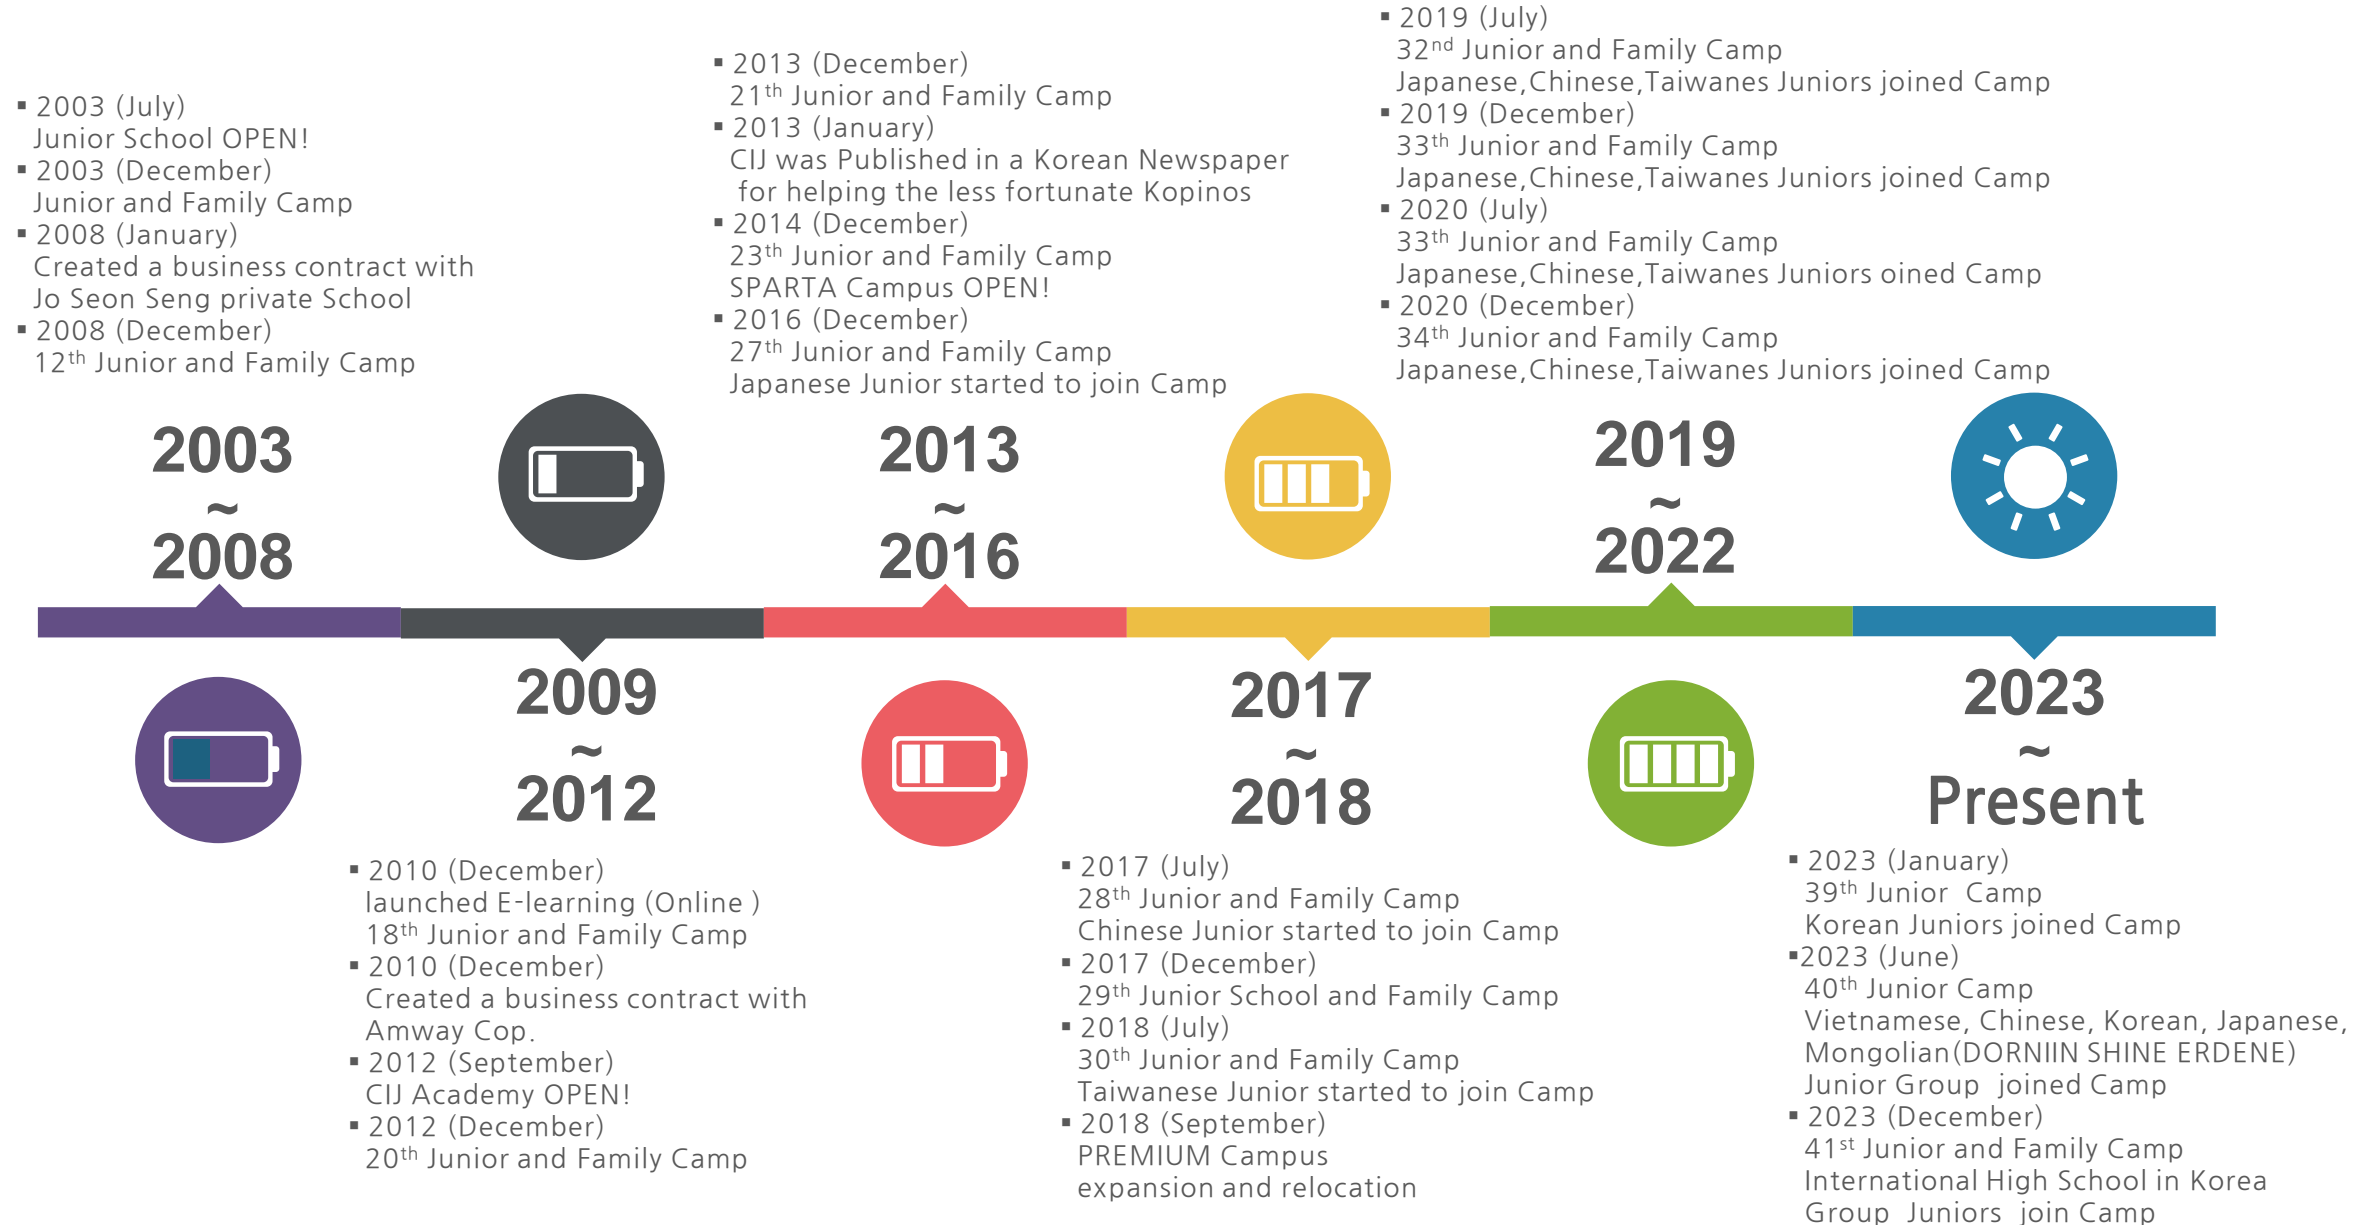 ▪ 2003 (July)
Junior School OPEN!
▪ 2003 (December)
Junior and Family Camp
▪ 2008 (January)
Created a business contract with
Jo Seon Seng private School
▪ 2008 (December)
12th Junior and Family Camp
2003
~
2008
2009
~
2012
▪ 2010 (December)
launched E-learning (Online )
18th Junior and Family Camp
▪ 2010 (December)
Created a business contract with
Amway Cop.
▪ 2012 (September)
CIJ Academy OPEN!
▪ 2012 (December)
20th Junior and Family Camp
▪ 2013 (December)
21th Junior and Family Camp
▪ 2013 (January)
CIJ was Published in a Korean Newspaper
for helping the less fortunate Kopinos
▪ 2014 (December)
23th Junior and Family Camp
SPARTA Campus OPEN!
▪ 2016 (December)
27th Junior and Family Camp
Japanese Junior started to join Camp
2013
~
2016
2017
~
2018
▪ 2017 (July)
28th Junior and Family Camp
Chinese Junior started to join Camp
▪ 2017 (December)
29th Junior School and Family Camp
▪ 2018 (July)
30th Junior and Family Camp
Taiwanese Junior started to join Camp
▪ 2018 (September)
PREMIUM Campus
expansion and relocation
▪ 2019 (July)
32nd Junior and Family Camp
Japanese,Chinese,Taiwanes Juniors joined Camp
▪ 2019 (December)
33th Junior and Family Camp
Japanese,Chinese,Taiwanes Juniors joined Camp
▪ 2020 (July)
33th Junior and Family Camp
Japanese,Chinese,Taiwanes Juniors oined Camp
▪ 2020 (December)
34th Junior and Family Camp
Japanese,Chinese,Taiwanes Juniors joined Camp
2019
~
2022
2023
~
Present
▪ 2023 (January)
39th Junior  Camp
Korean Juniors joined Camp
▪2023 (June)
40th Junior Camp
Vietnamese, Chinese, Korean, Japanese,
Mongolian(DORNIIN SHINE ERDENE)
Junior Group  joined Camp
▪ 2023 (December)
41st Junior and Family Camp
International High School in Korea
Group  Juniors  join Camp